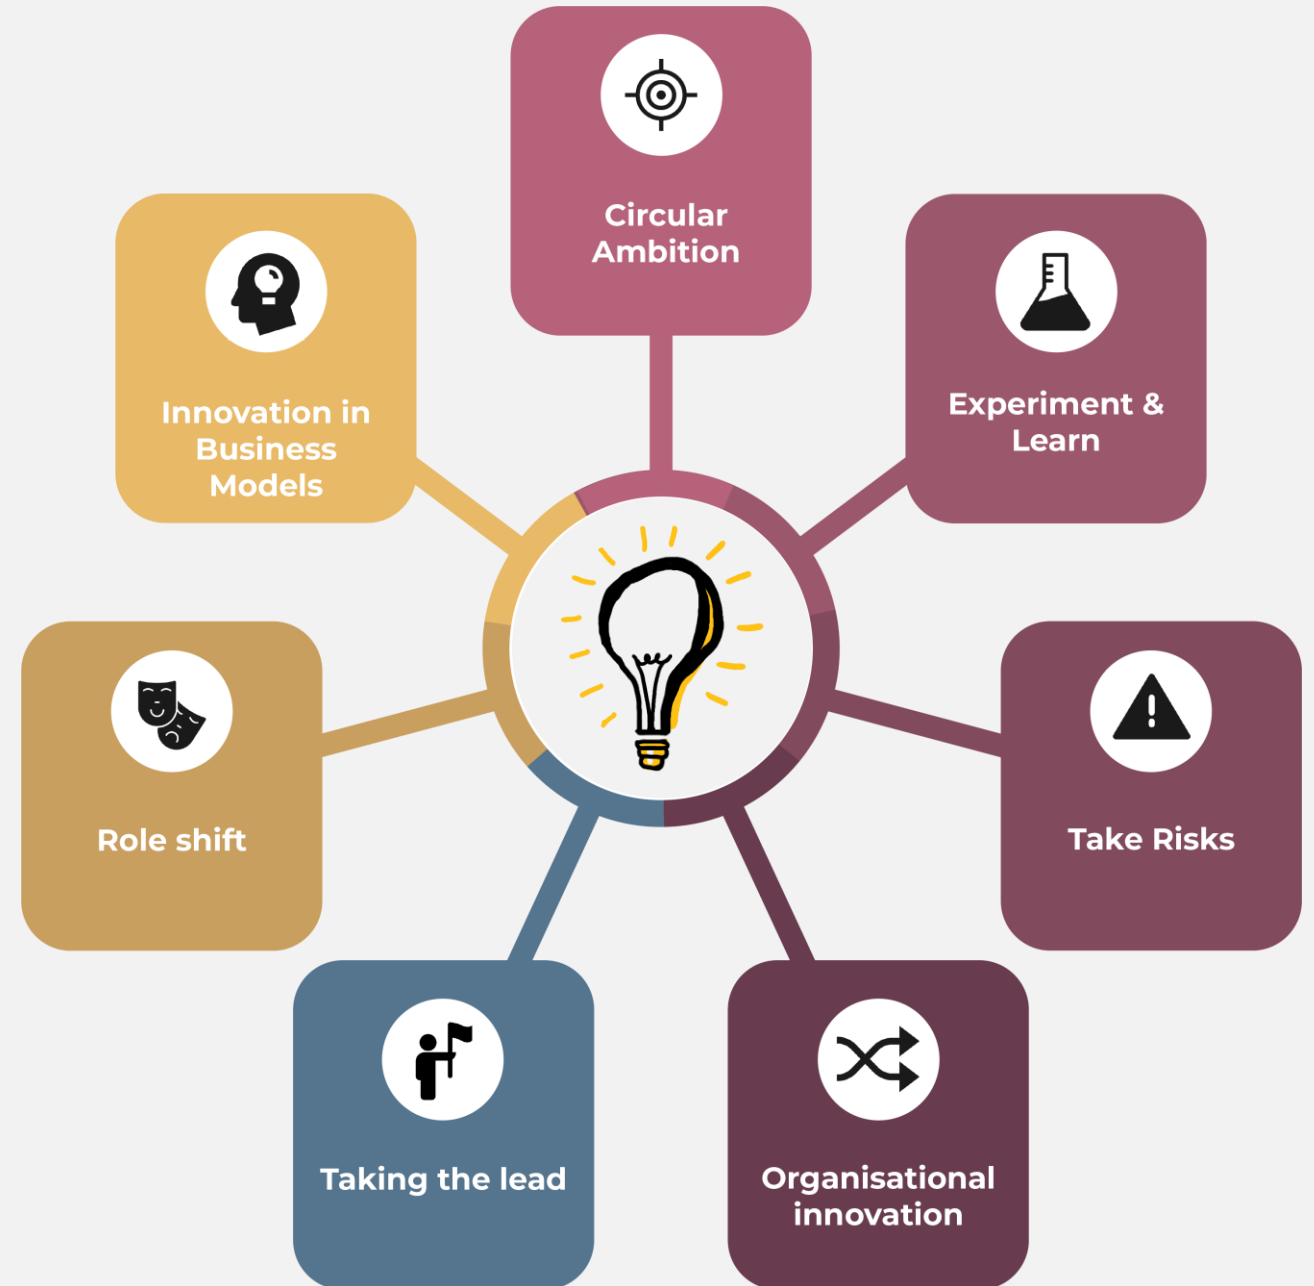 Circular
Ambition
Experiment &
Learn
Take Risks
Organisational
innovation
Taking the lead
Role shift
Innovation in
Business
Models